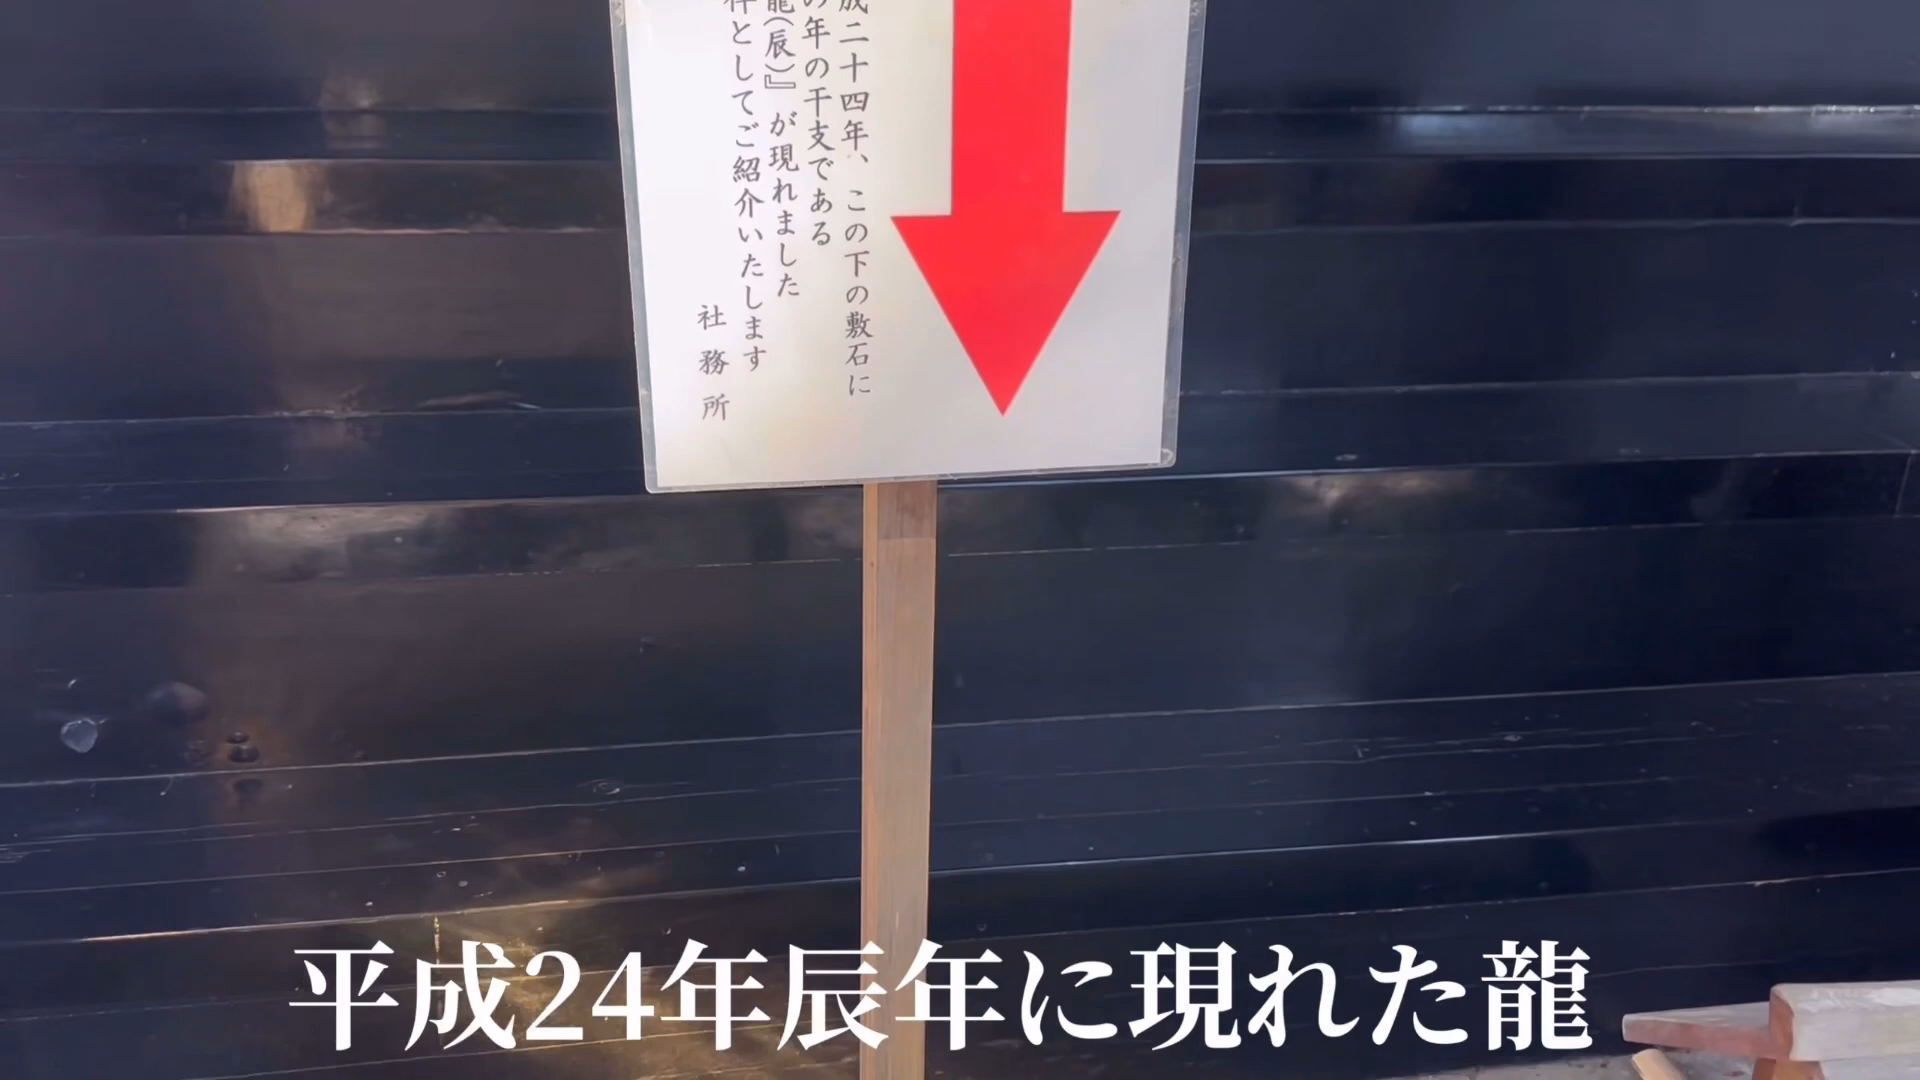 成二十四年、この下の敷石に
の年の干支である
龍(辰)』が現れました
件としてご紹介いたします
社務所
平成24年辰年に現れた龍